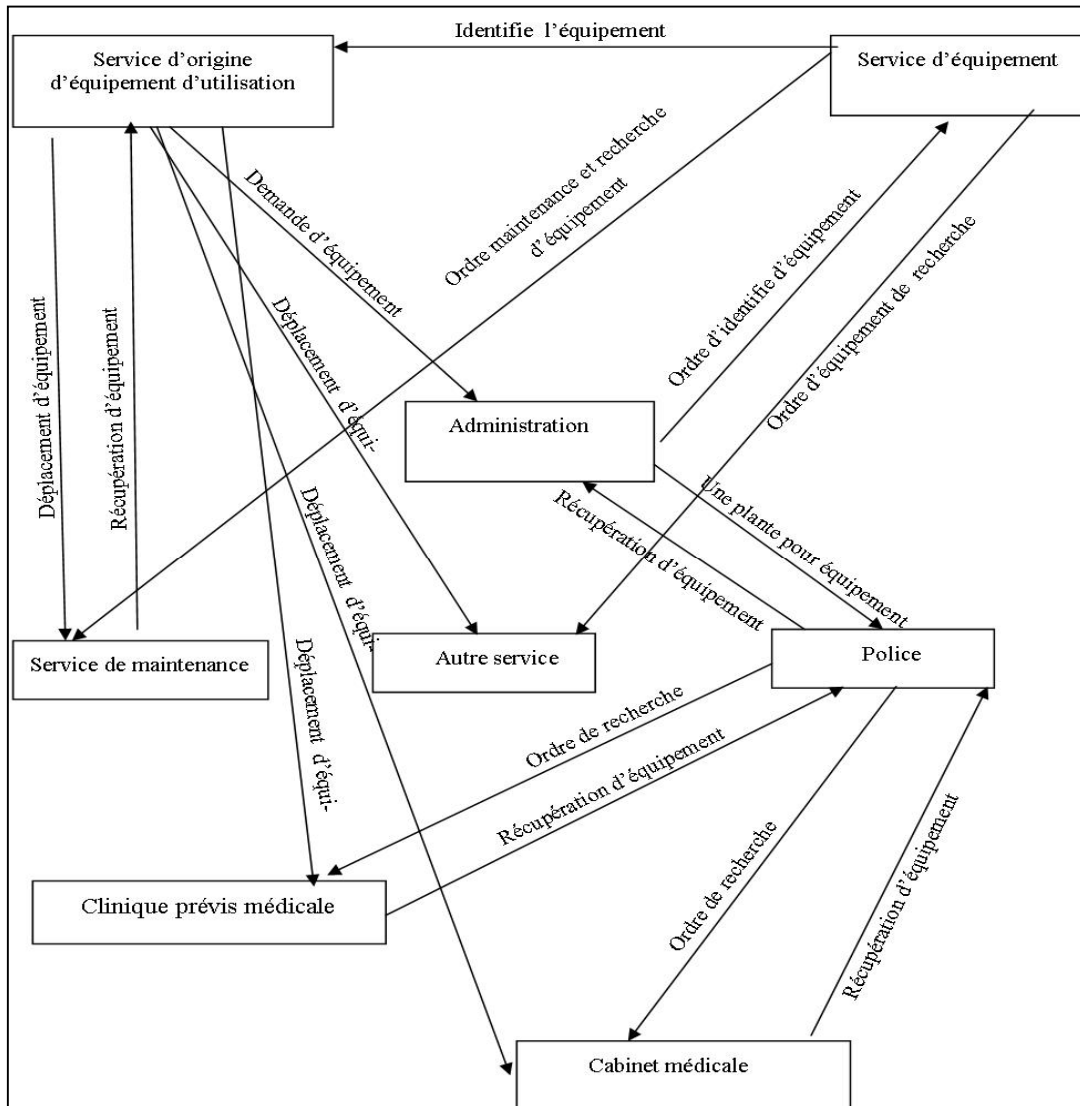 Identifie l'équipement
Service d'origine
d'équipement d'utilisation
Service d'équipement
Ordre maintenance et recherche
d'équipement
Demande d'équipement
Ordre d'identifie d'équipement
Ordre d'équipement de recherche
Déplacement d'équipement
Récupération d'équipement
Déplacement d'équi-
Administration
Une plante pour équipement
Récupération d'équipement
Déplacement d'équi-
Service de maintenance
Autre service
Police
Déplacement d'équi-
Ordre de recherche
Récupération d'équipement
Clinique prévis médicale
Ordre de recherche
Récupération d'équipement
Cabinet médicale